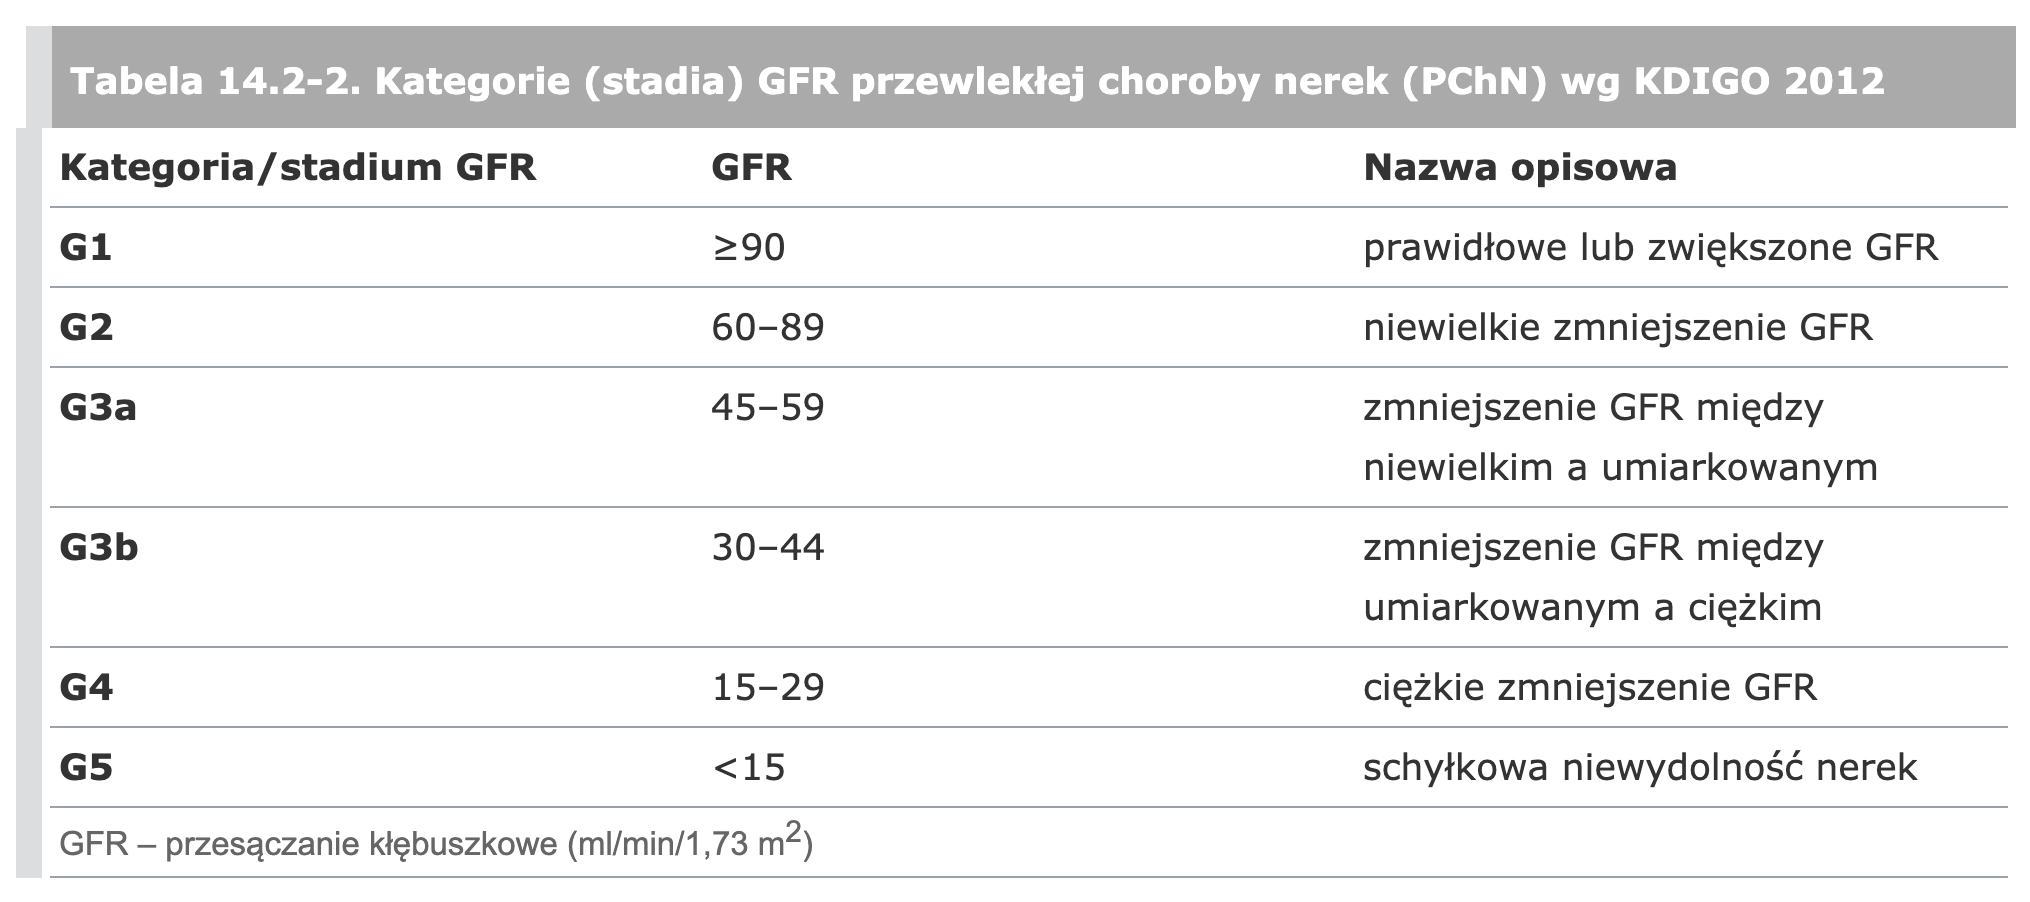 Tabela 14.2-2. Kategorie (stadia) GFR przewlekłej choroby nerek (PChN) wg KDIGO 2012
Kategoria/stadium GFR GFR Nazwa opisowa
G1 ≥90 prawidłowe lub zwiększone GFR
G2 60–89 niewielkie zmniejszenie GFR
G3a 45–59 zmniejszenie GFR między
niewielkim a umiarkowanym
G3b 30–44 zmniejszenie GFR między
umiarkowanym a ciężkim
G4 15–29 ciężkie zmniejszenie GFR
G5 <15 schyłkowa niewydolność nerek
GFR – przesączanie kłębuszkowe (ml/min/1,73 m²)